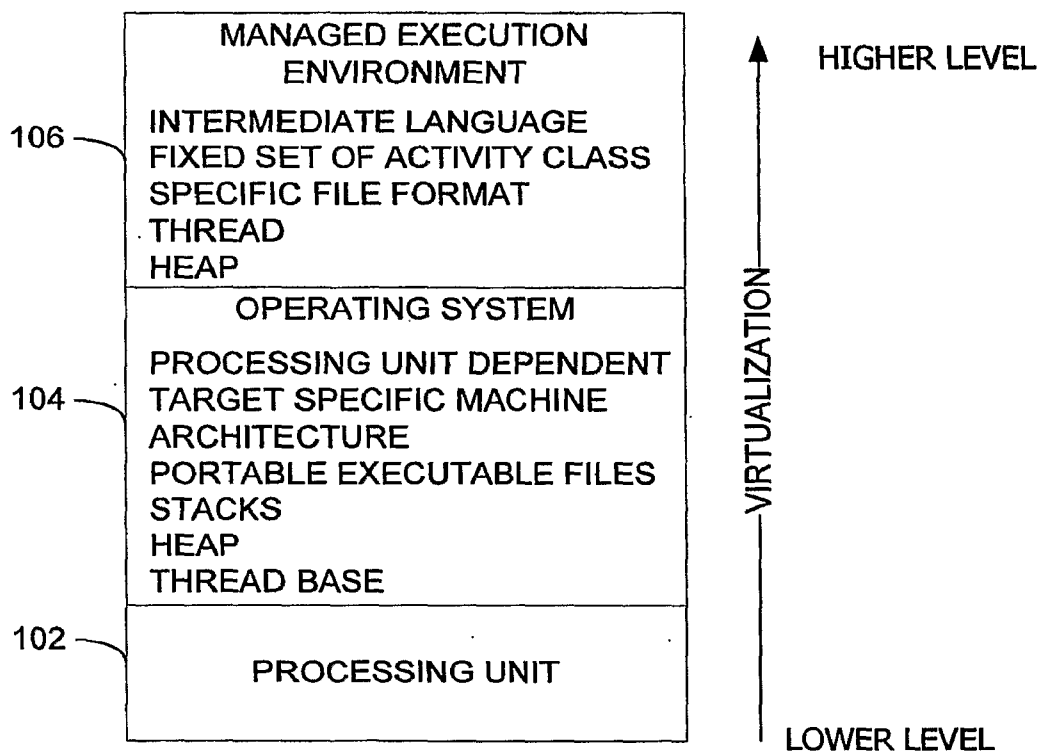 MANAGED EXECUTION
ENVIRONMENT
HIGHER LEVEL
106
INTERMEDIATE LANGUAGE
FIXED SET OF ACTIVITY CLASS
SPECIFIC FILE FORMAT
THREAD
HEAP
OPERATING SYSTEM
104
PROCESSING UNIT DEPENDENT
TARGET SPECIFIC MACHINE
ARCHITECTURE
PORTABLE EXECUTABLE FILES
STACKS
HEAP
THREAD BASE
VIRTUALIZATION
102
PROCESSING UNIT
LOWER LEVEL